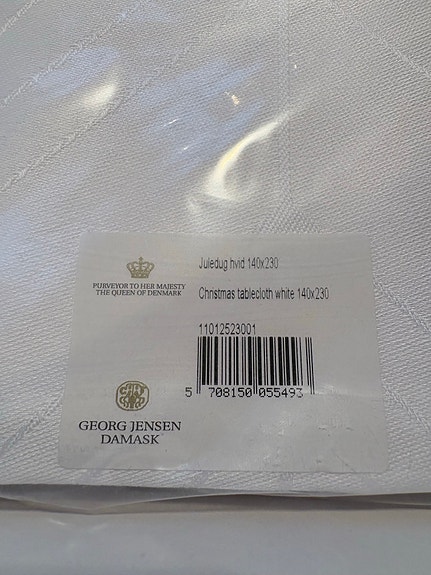 Juledug hvid 140x230
PURVEYOR TO HER MAJESTY
THE QUEEN OF DENMARK
Christmas tablecloth white 140x230
11012523001
5 708150 055493
GEORG JENSEN
DAMASK